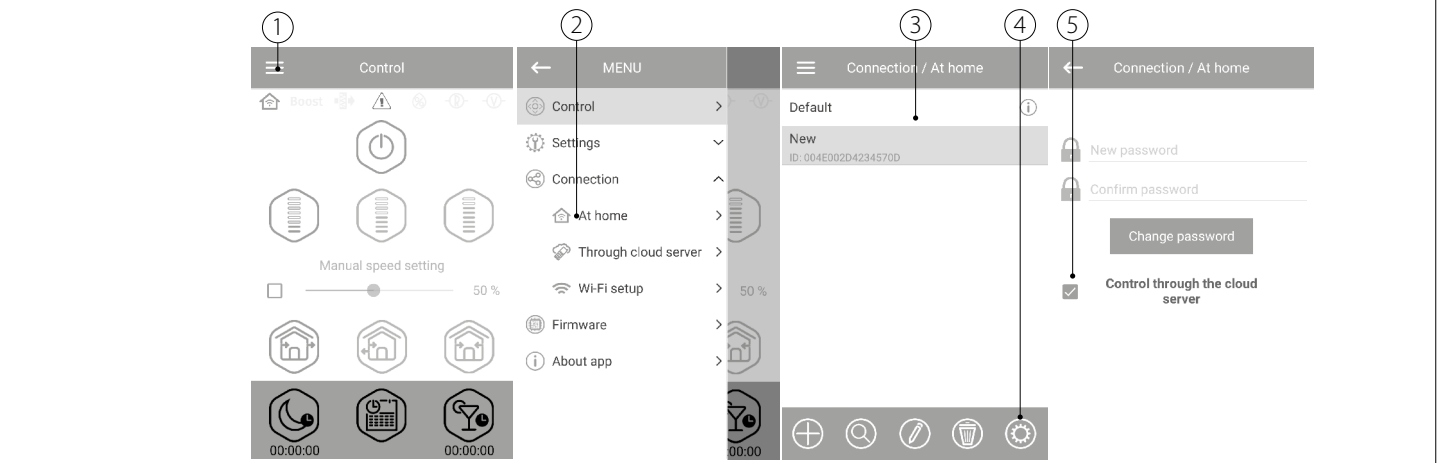 1
2
3
4
5
Control
Boost
Manual speed setting
50 %
00:00:00
00:00:00
MENU
Control
Settings
Connection
At home
Through cloud server
Wi-Fi setup
Firmware
About app
50 %
00:00
Connection / At home
Default
New
ID: 004E002D4234570D
Connection / At home
New password
Confirm password
Change password
Control through the cloud
server